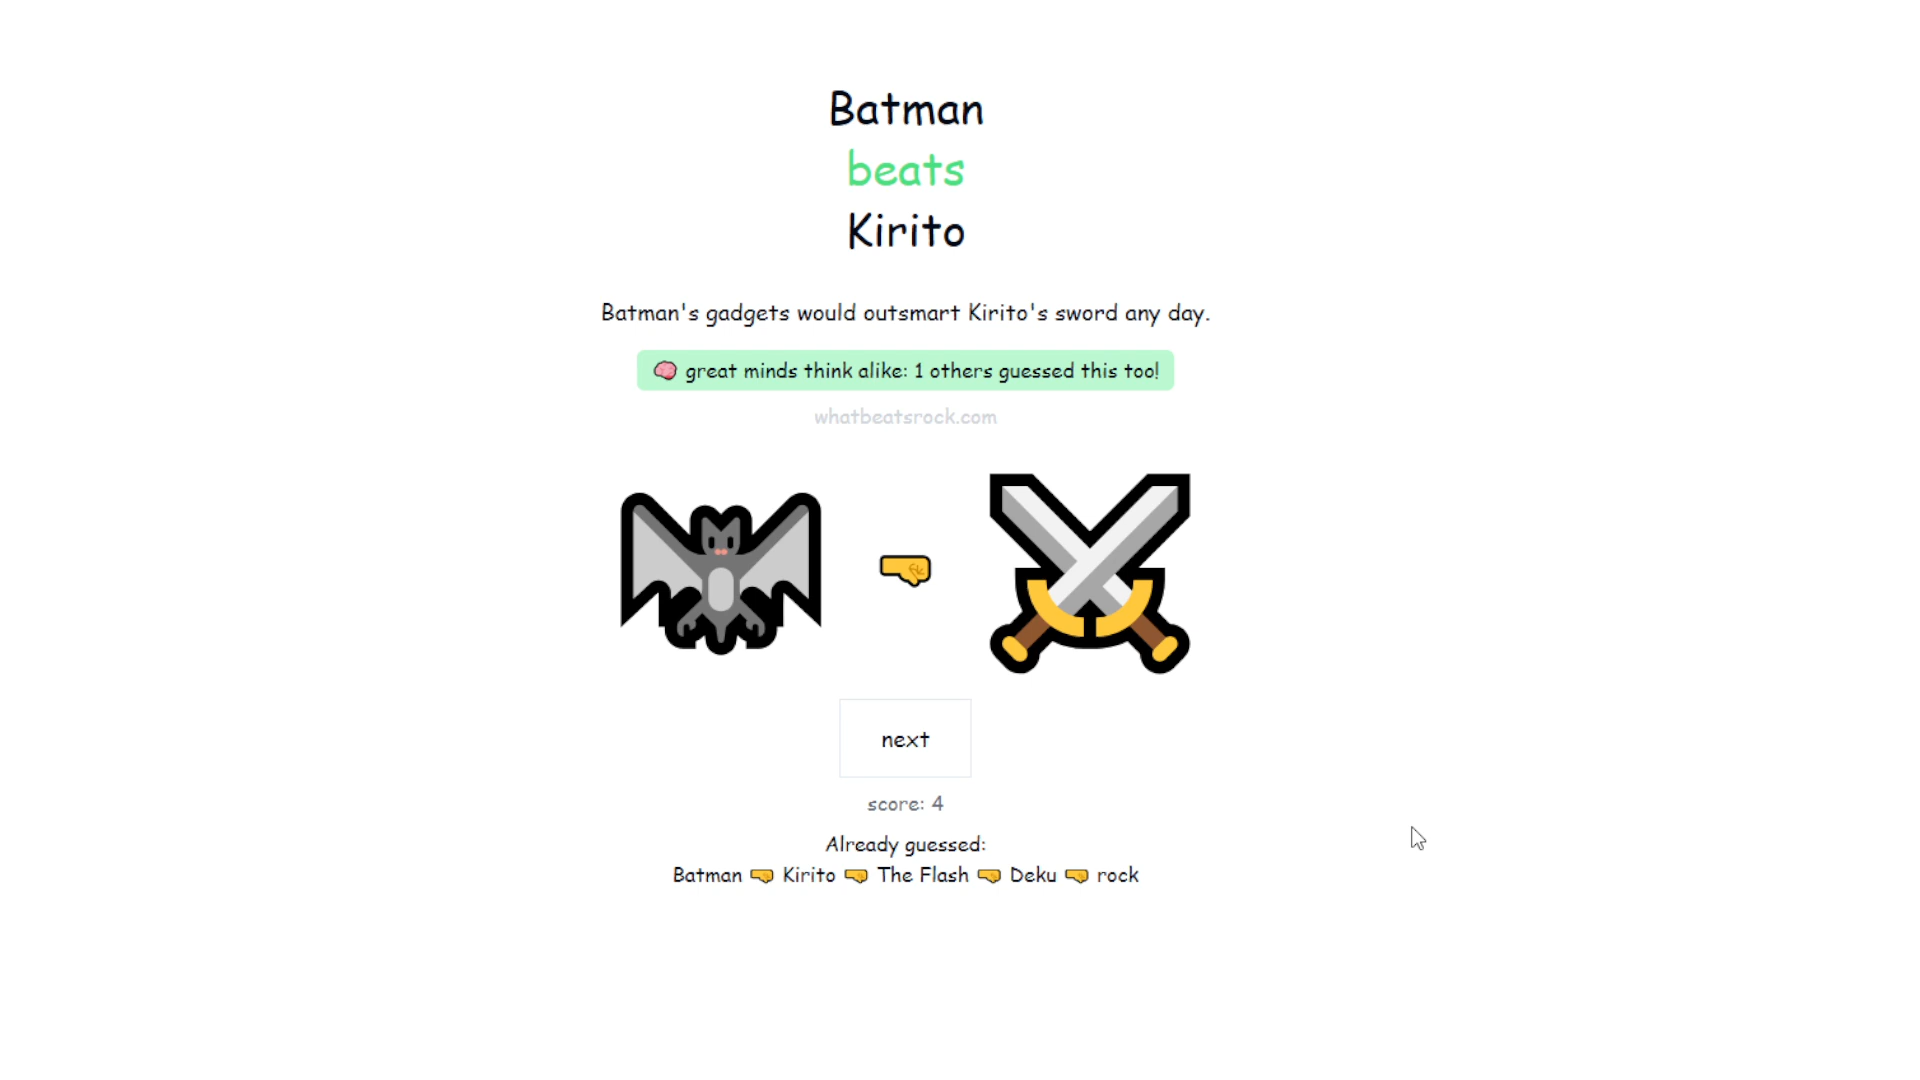 Batman
beats
Kirito
Batman's gadgets would outsmart Kirito's sword any day.
great minds think alike: 1 others guessed this too!
whatbeatsrock.com
next
score: 4
Already guessed:
Batman 🤜 Kirito 🤜 The Flash 🤜 Deku 🤜 rock